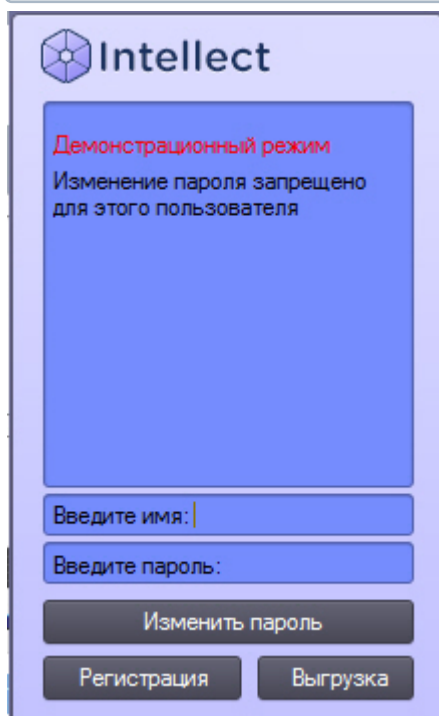 Intellect
Демонстрационный режим
Изменение пароля запрещено
для этого пользователя
Введите имя:
Введите пароль:
Изменить пароль
Регистрация Выгрузка